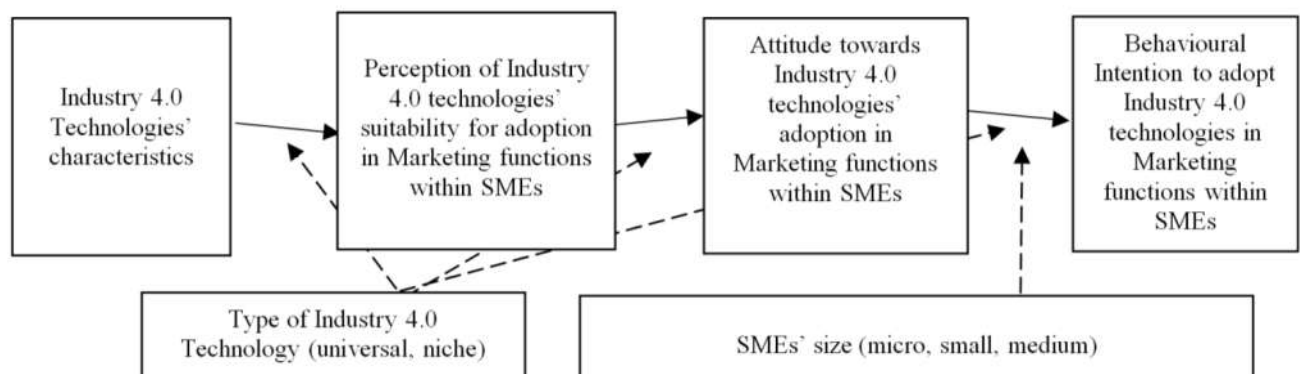 Industry 4.0
Technologies’
characteristics
Perception of Industry
4.0 technologies’
suitability for adoption
in Marketing functions
within SMEs
Attitude towards
Industry 4.0
technologies’
adoption in
Marketing functions
within SMEs
Behavioural
Intention to adopt
Industry 4.0
technologies in
Marketing
functions within
SMEs
Type of Industry 4.0
Technology (universal, niche)
SMEs’ size (micro, small, medium)